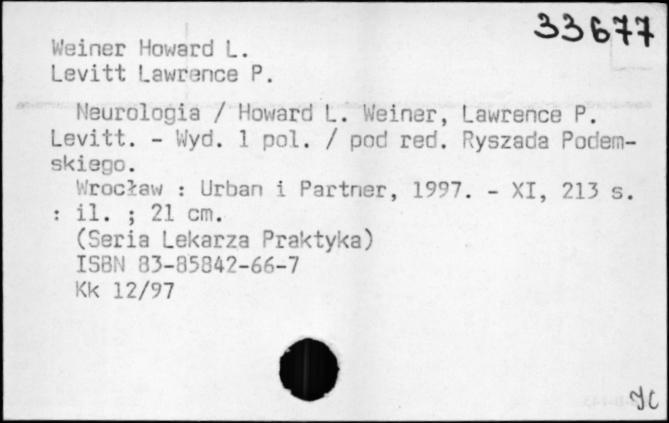 33677
Weiner Howard L.
Levitt Lawrence P.
Neurologia / Howard L. Weiner, Lawrence P.
Levitt. - Wyd. 1 pol. / pod red. Ryszada Podem-
skiego.
Wrocław : Urban i Partner, 1997. - XI, 213 s.
: il. ; 21 cm.
(Seria Lekarza Praktyka)
ISBN 83-85842-66-7
Kk 12/97